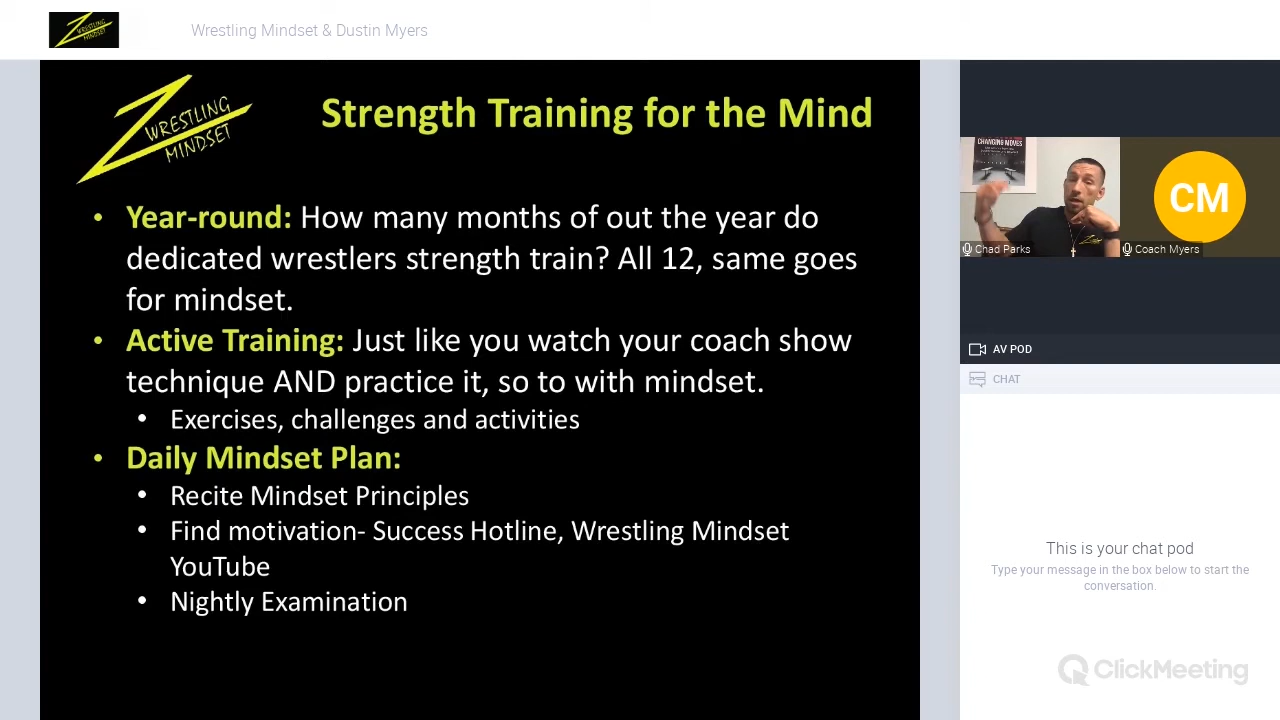 WRESTLING
MINDSET
Wrestling Mindset & Dustin Myers
WRESTLING
MINDSET
Strength Training for the Mind
• Year-round: How many months of out the year do
dedicated wrestlers strength train? All 12, same goes
for mindset.
• Active Training: Just like you watch your coach show
technique AND practice it, so to with mindset.
• Exercises, challenges and activities
• Daily Mindset Plan:
• Recite Mindset Principles
• Find motivation- Success Hotline, Wrestling Mindset
YouTube
• Nightly Examination
CHANGING MOVES
Chad Parks
CM
Coach Myers
AV POD
CHAT
This is your chat pod
Type your message in the box below to start the
conversation.
ClickMeeting